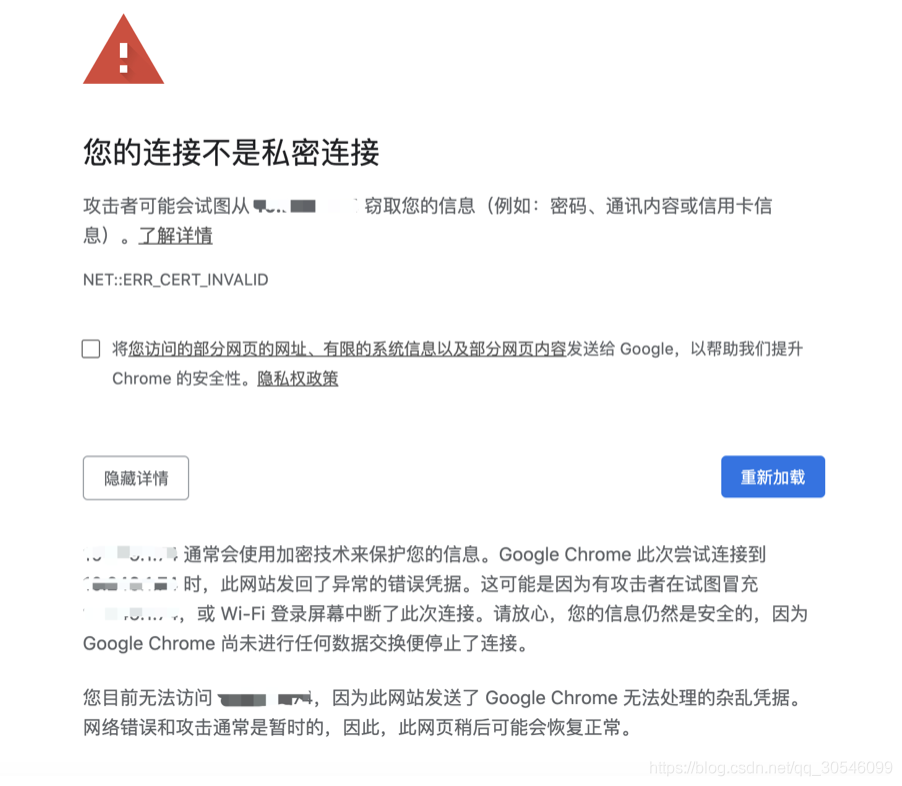 您的连接不是私密连接
攻击者可能会试图从 窃取您的信息（例如：密码、通讯内容或信用卡信
息）。了解详情
NET::ERR_CERT_INVALID
将您访问的部分网页的网址、有限的系统信息以及部分网页内容发送给 Google，以帮助我们提升
Chrome 的安全性。隐私权政策
隐藏详情
重新加载
通常会使用加密技术来保护您的信息。Google Chrome 此次尝试连接到
时，此网站发回了异常的错误凭据。这可能是因为有攻击者在试图冒充
，或 Wi-Fi 登录屏幕中断了此次连接。请放心，您的信息仍然是安全的，因为
Google Chrome 尚未进行任何数据交换便停止了连接。
您目前无法访问 ，因为此网站发送了 Google Chrome 无法处理的杂乱凭据。
网络错误和攻击通常是暂时的，因此，此网页稍后可能会恢复正常。
https://blog.csdn.net/qq_30546099